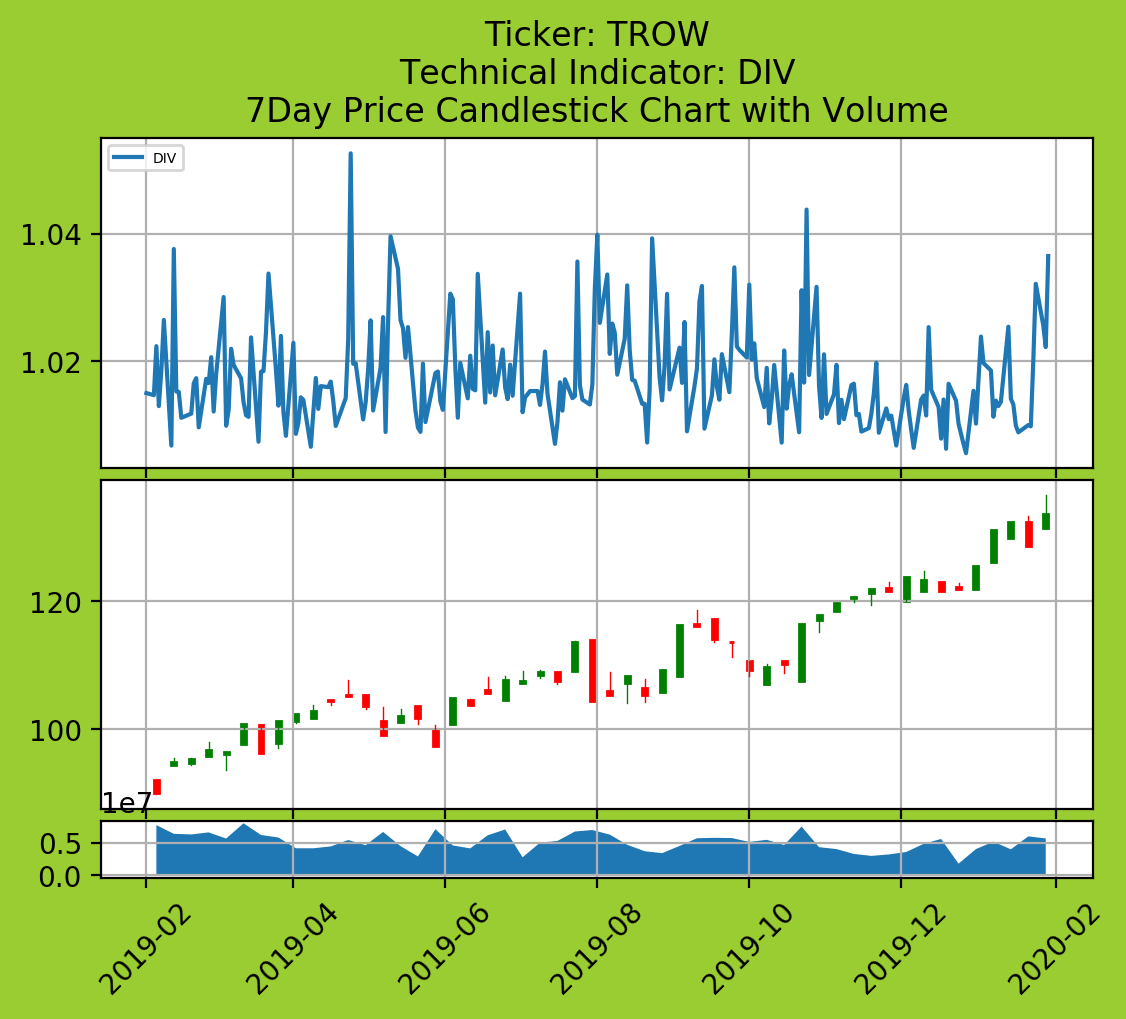 Ticker: TROW
Technical Indicator: DIV
7Day Price Candlestick Chart with Volume
DIV
1.04
1.02
120
100
1e7
0.5
0.0
2019-02
2019-04
2019-06
2019-08
2019-10
2019-12
2020-02